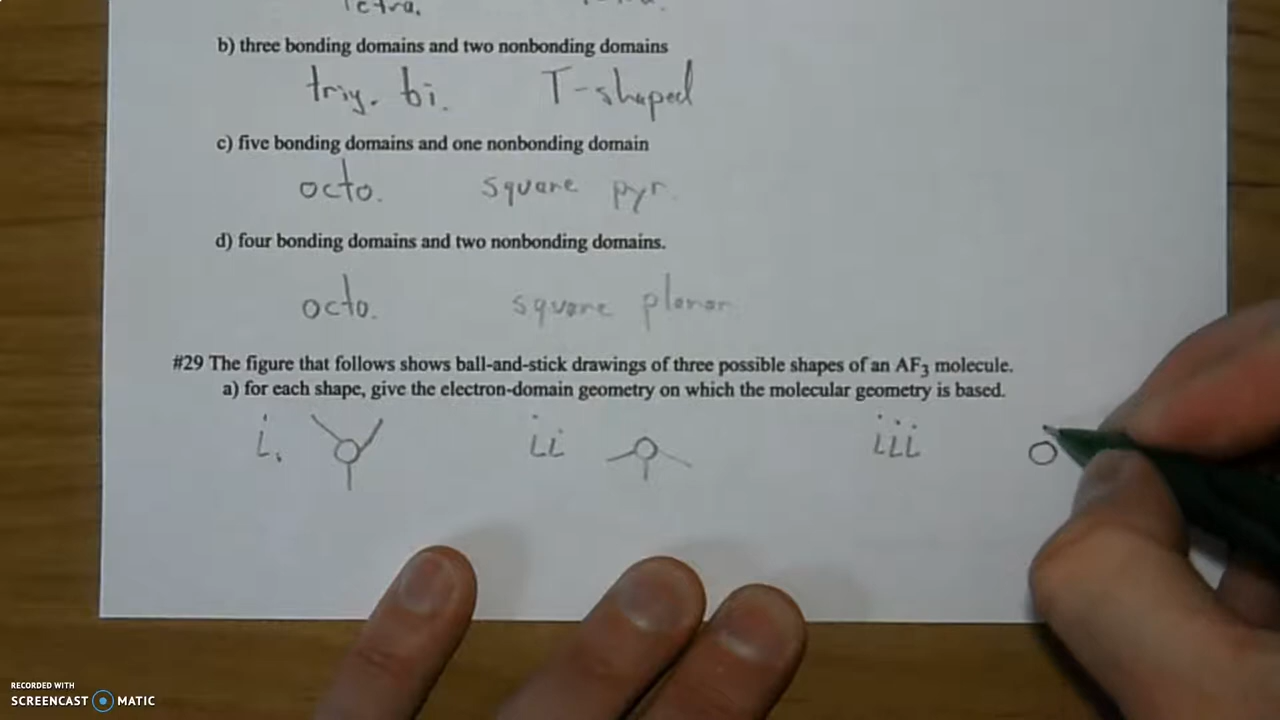 Tetra.
b) three bonding domains and two nonbonding domains
trig. bi. T-shaped
c) five bonding domains and one nonbonding domain
octo. square pyr.
d) four bonding domains and two nonbonding domains.
octo. square planar
#29 The figure that follows shows ball-and-stick drawings of three possible shapes of an AF3 molecule.
a) for each shape, give the electron-domain geometry on which the molecular geometry is based.
i. ii iii
RECORDED WITH
SCREENCAST MATIC